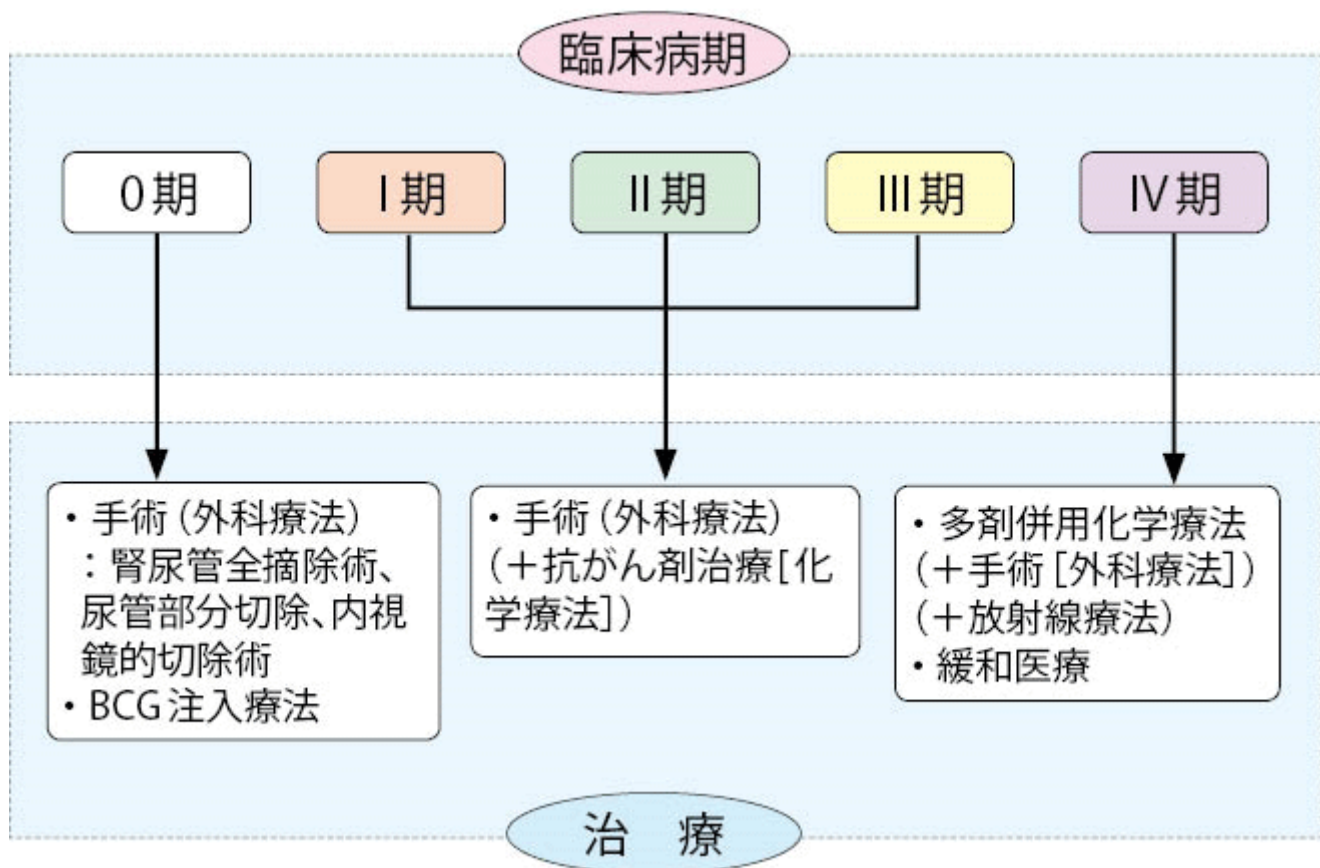 臨床病期
0期
I期
II期
III期
IV期
・手術(外科療法)
：腎尿管全摘除術、
尿管部分切除、内視
鏡的切除術
・BCG注入療法
・手術(外科療法)
(＋抗がん剤治療[化
学療法])
・多剤併用化学療法
(＋手術[外科療法])
(＋放射線療法)
・緩和医療
治　療